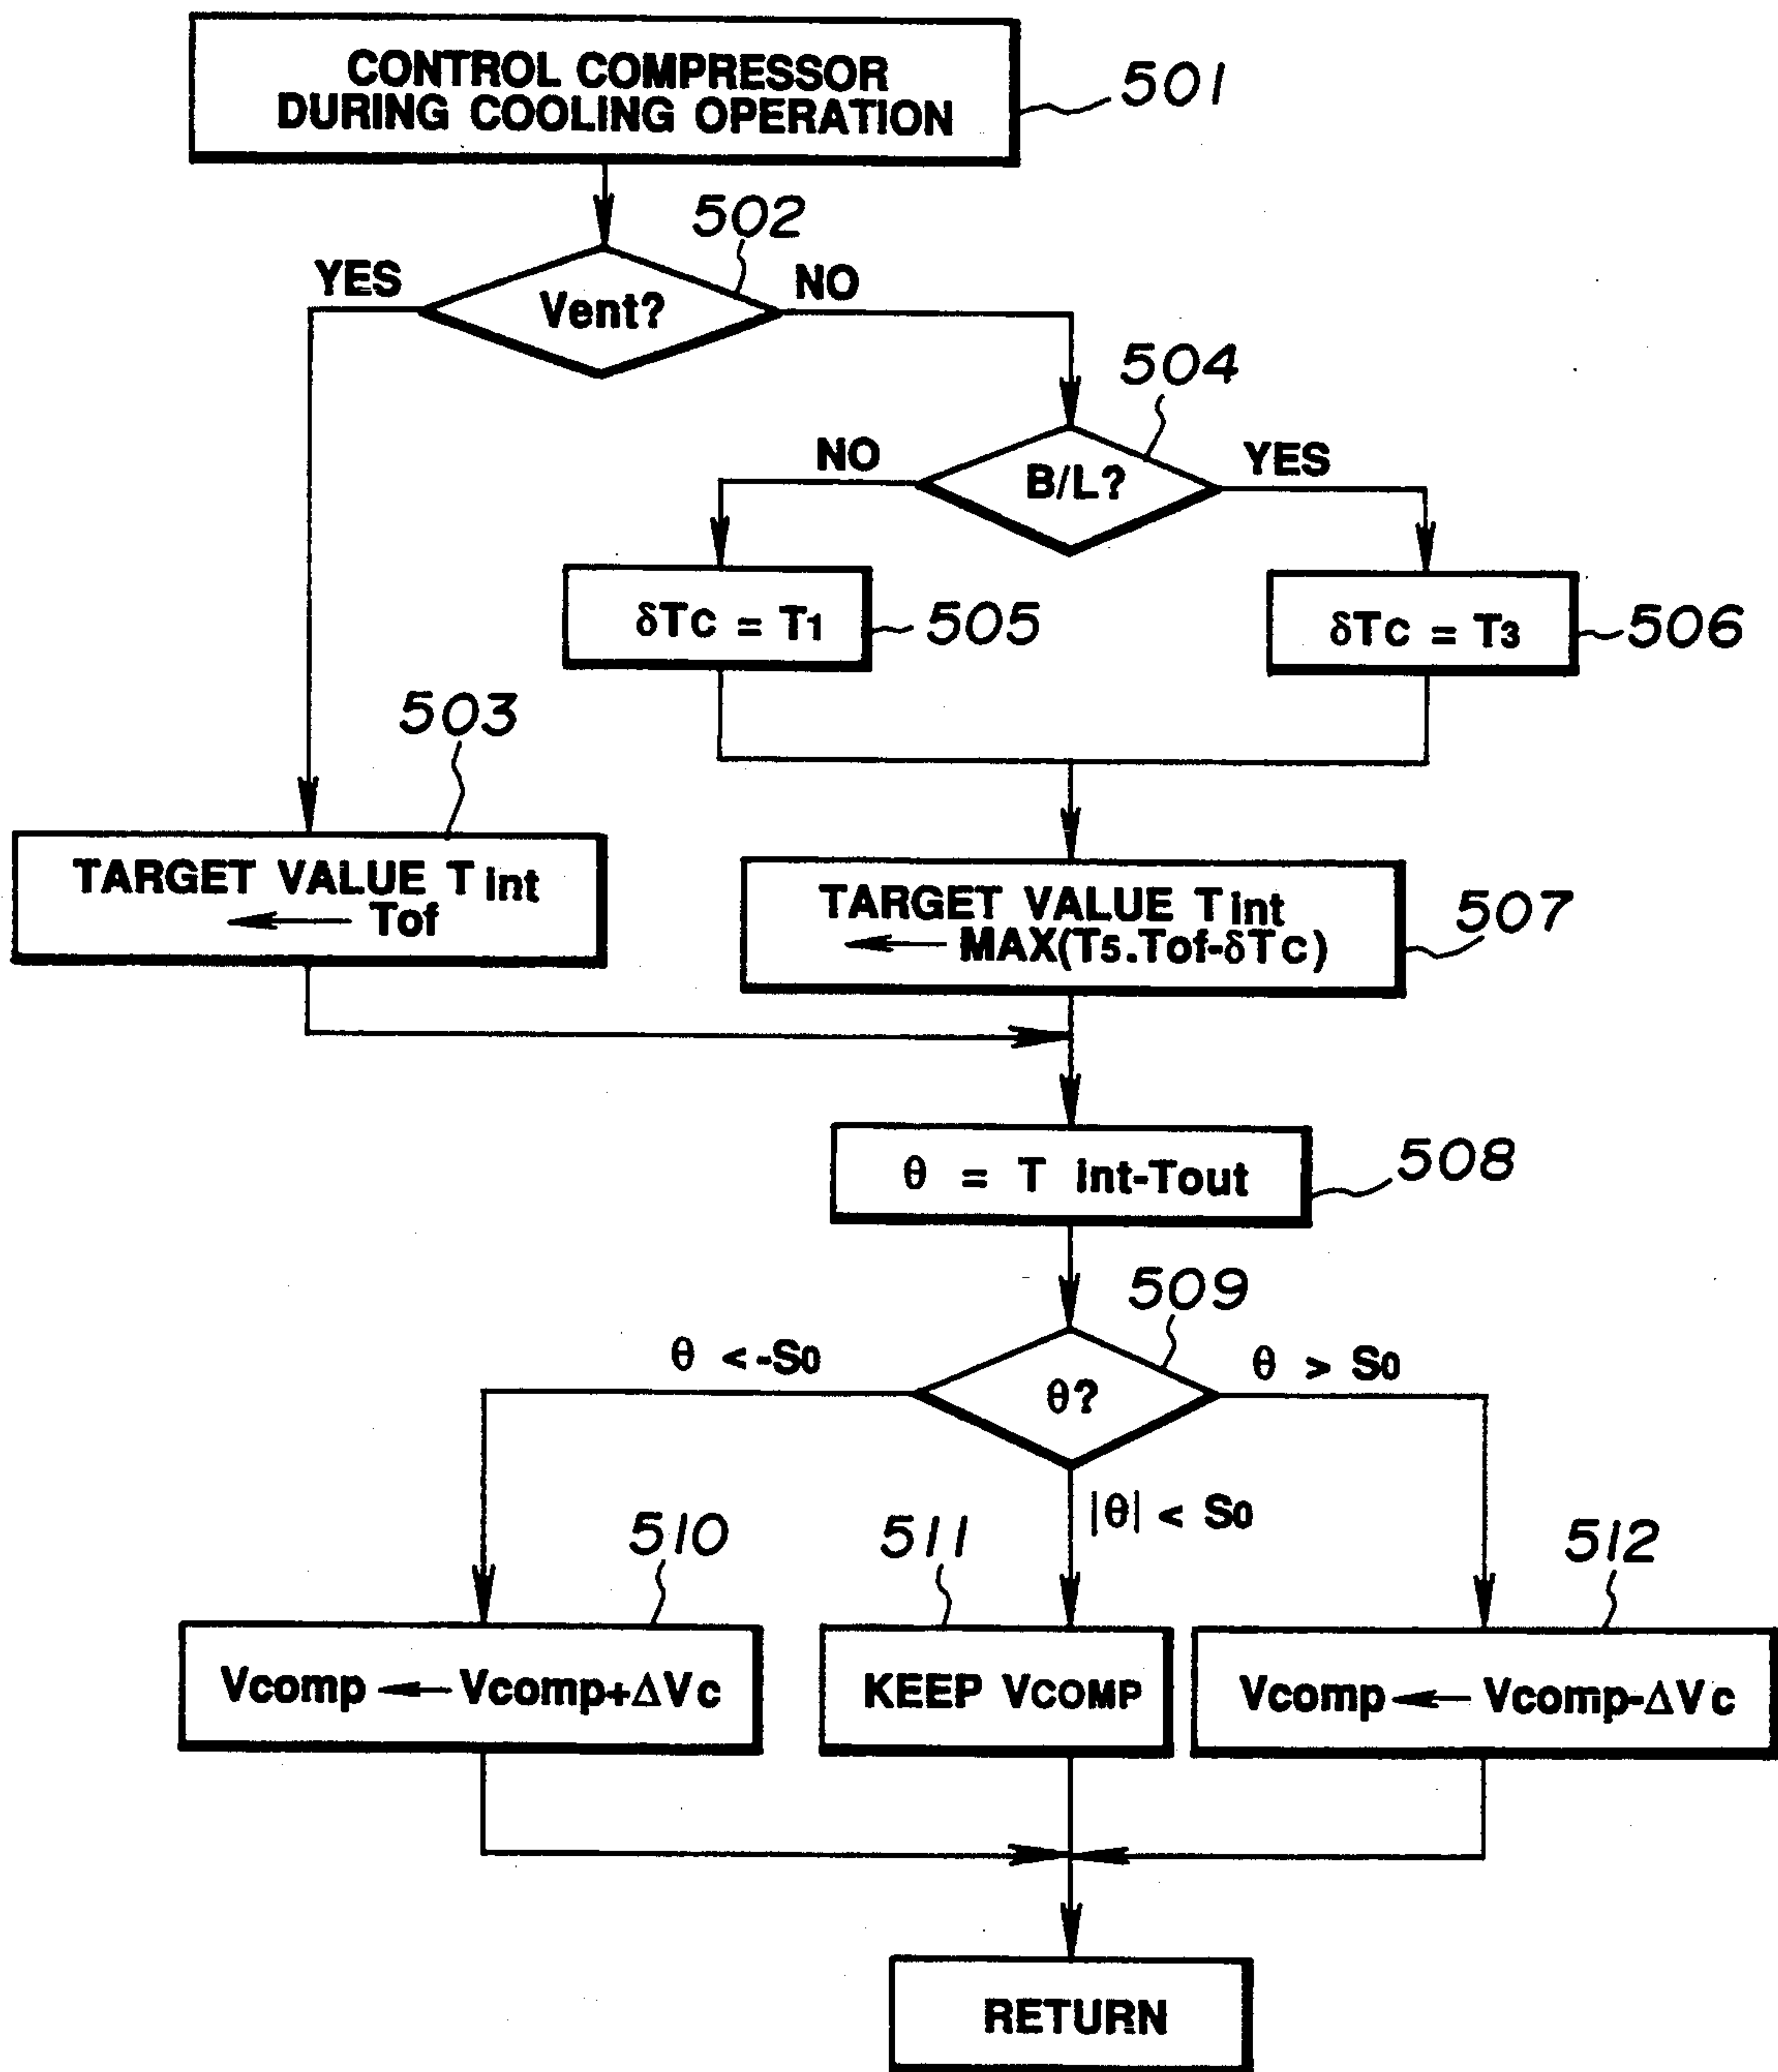 CONTROL COMPRESSOR
DURING COOLING OPERATION
501
502
YES
Vent?
NO
504
NO
B/L?
YES
δTc = T1
505
δTc = T3
506
503
TARGET VALUE T int
← Tof
TARGET VALUE T int
← MAX(T5.Tof-δTc)
507
θ = T int-Tout
508
509
θ < -S0
θ?
θ > S0
|θ| < S0
510
511
512
Vcomp ← Vcomp+ΔVc
KEEP VCOMP
Vcomp ← Vcomp-ΔVc
RETURN